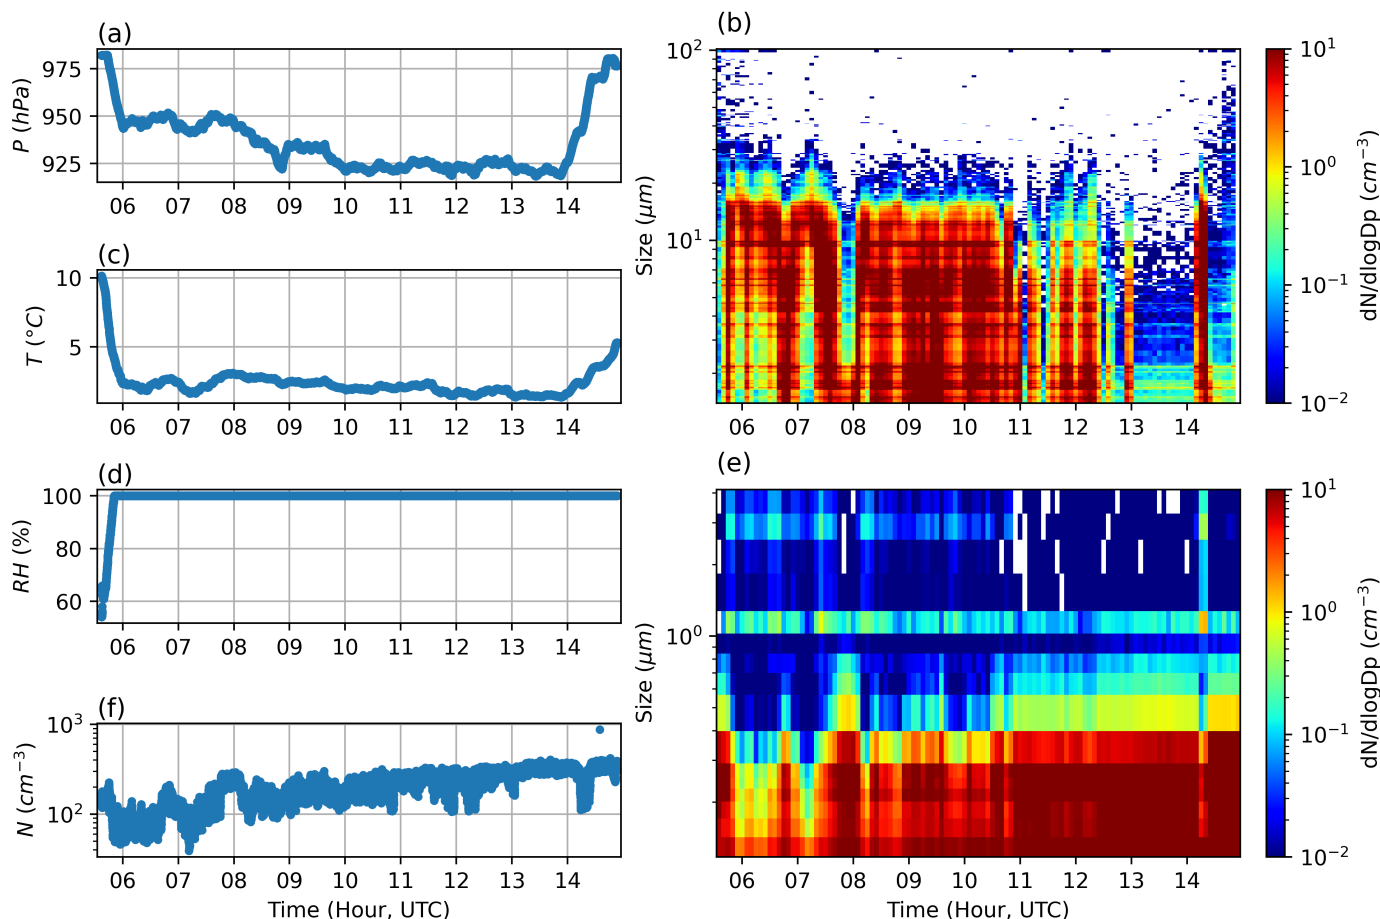 (a)
P (hPa)
975
950
925
06 07 08 09 10 11 12 13 14
(b)
Size (μm)
10²
10¹
06 07 08 09 10 11 12 13 14
10¹
10⁰
10⁻¹
10⁻²
dN/dlogDp (cm⁻³)
(c)
T (°C)
10
5
06 07 08 09 10 11 12 13 14
(d)
RH (%)
100
80
60
06 07 08 09 10 11 12 13 14
(e)
Size (μm)
10⁰
06 07 08 09 10 11 12 13 14
Time (Hour, UTC)
10¹
10⁰
10⁻¹
10⁻²
dN/dlogDp (cm⁻³)
(f)
N (cm⁻³)
10³
10²
06 07 08 09 10 11 12 13 14
Time (Hour, UTC)